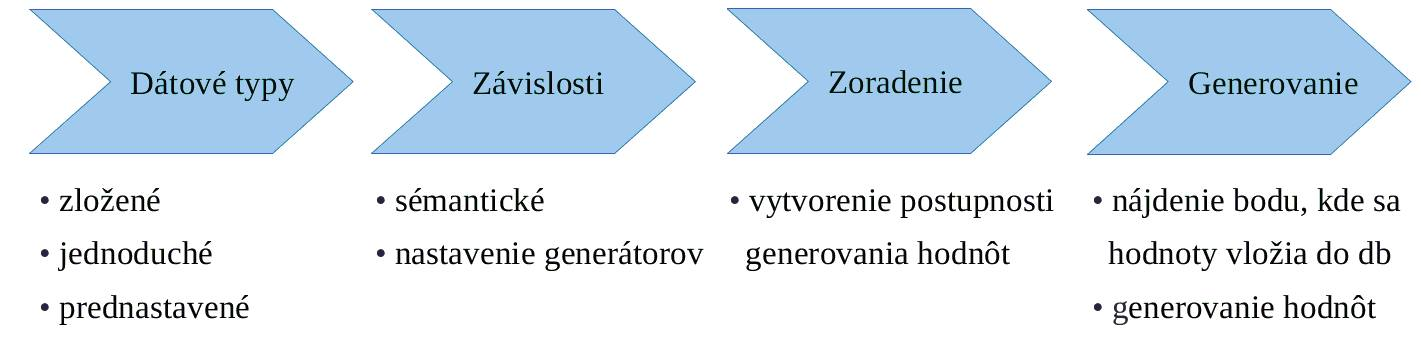 Dátové typy
• zložené
• jednoduché
• prednastavené
Závislosti
• sémantické
• nastavenie generátorov
Zoradenie
• vytvorenie postupnosti
generovania hodnôt
Generovanie
• nájdenie bodu, kde sa
hodnoty vložia do db
• generovanie hodnôt